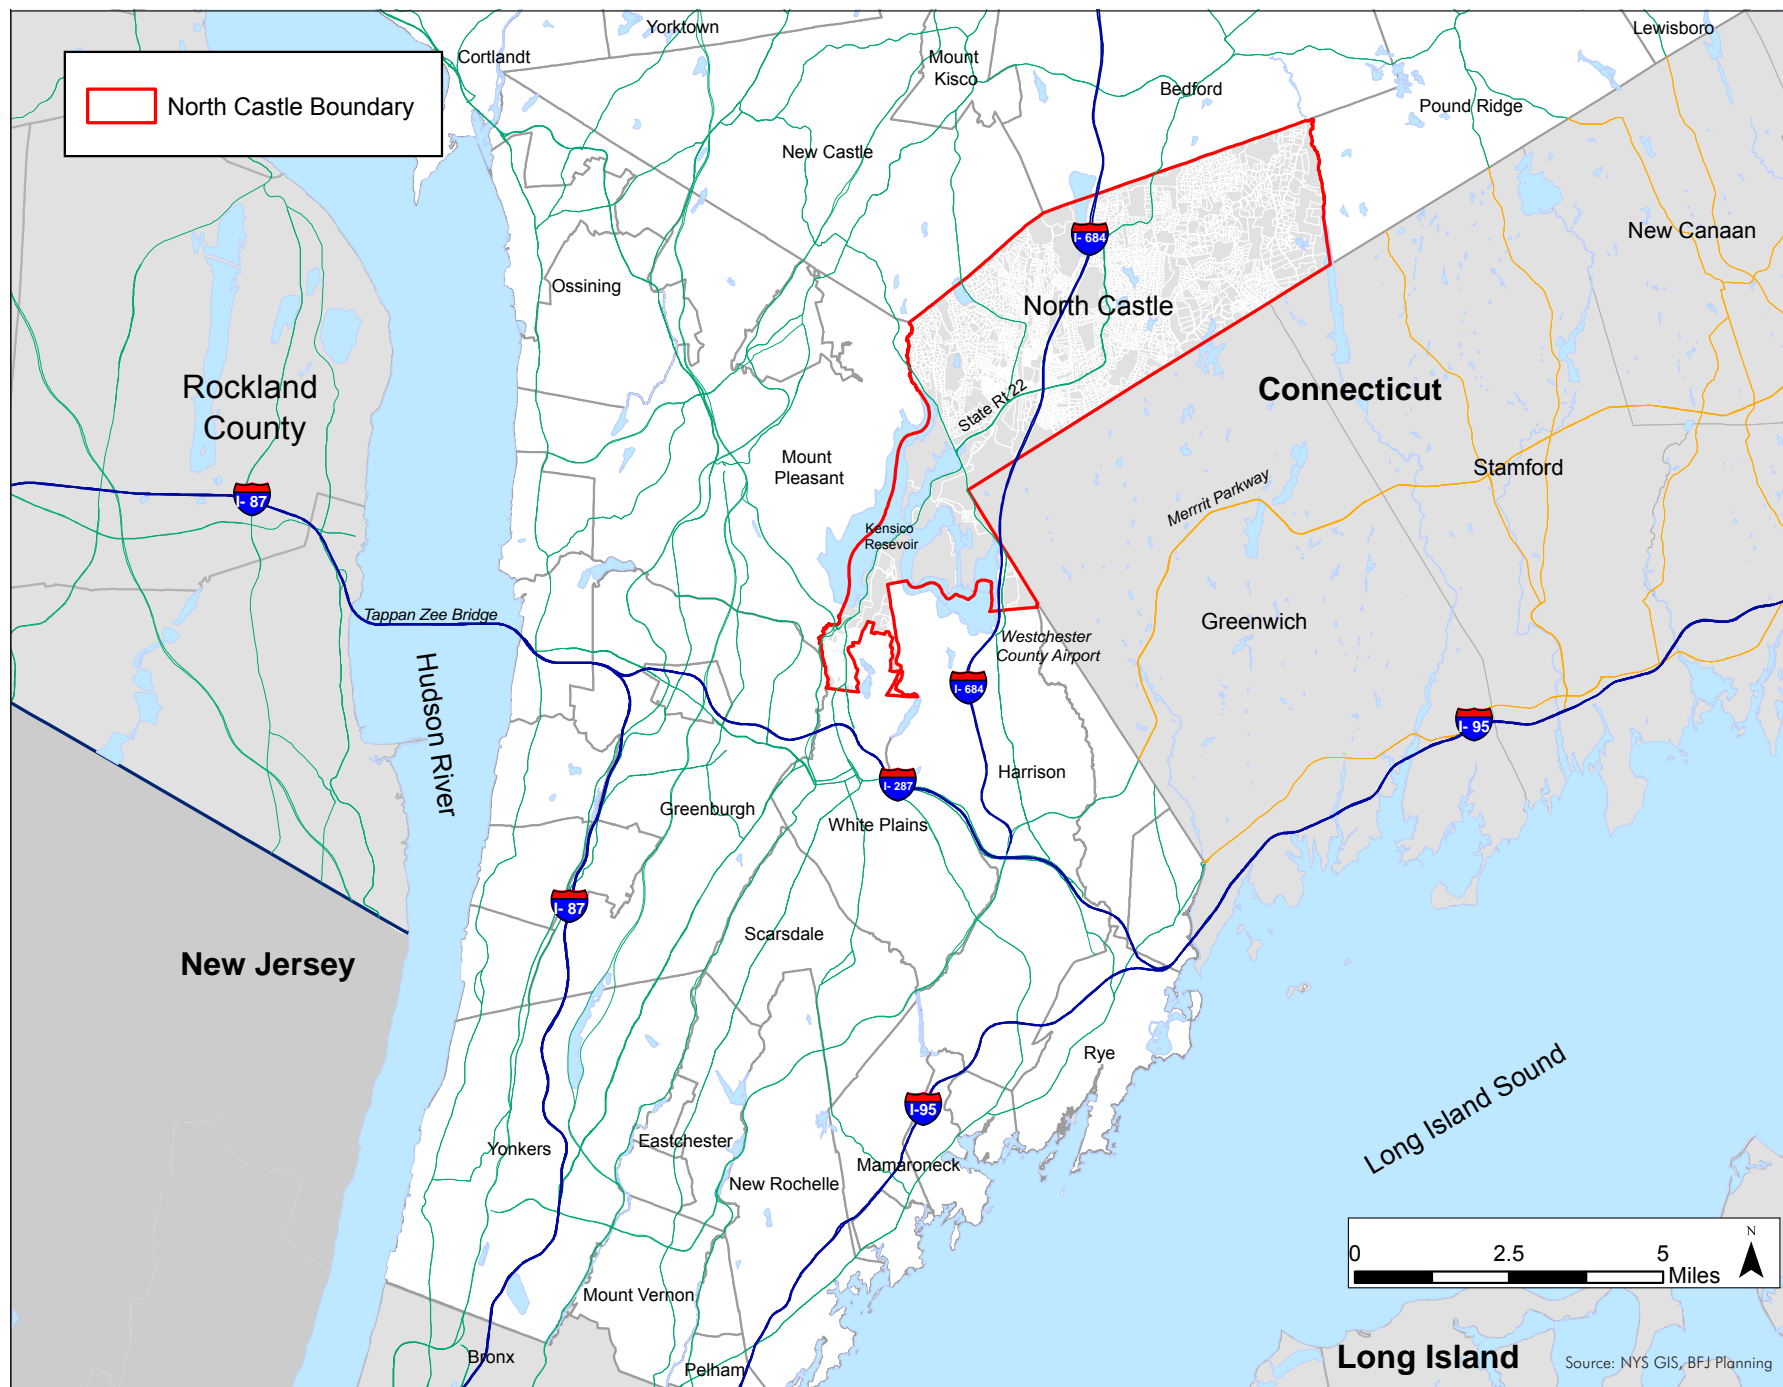 Yorktown
Lewisboro
Cortlandt
Mount
Kisco
Bedford
Pound Ridge
North Castle Boundary
New Castle
New Canaan
I- 684
Ossining
North Castle
Rockland
County
Connecticut
State Rt 22
Mount
Pleasant
Stamford
Merrrit Parkway
I- 87
Kensico
Resevoir
Tappan Zee Bridge
Greenwich
Westchester
County Airport
Hudson River
I- 684
I- 95
Harrison
I- 287
Greenburgh
White Plains
I- 87
Scarsdale
New Jersey
Rye
Long Island Sound
I-95
Yonkers
Eastchester
Mamaroneck
New Rochelle
N
0 2.5 5
Miles
Mount Vernon
Bronx
Pelham
Long Island
Source: NYS GIS, BFJ Planning